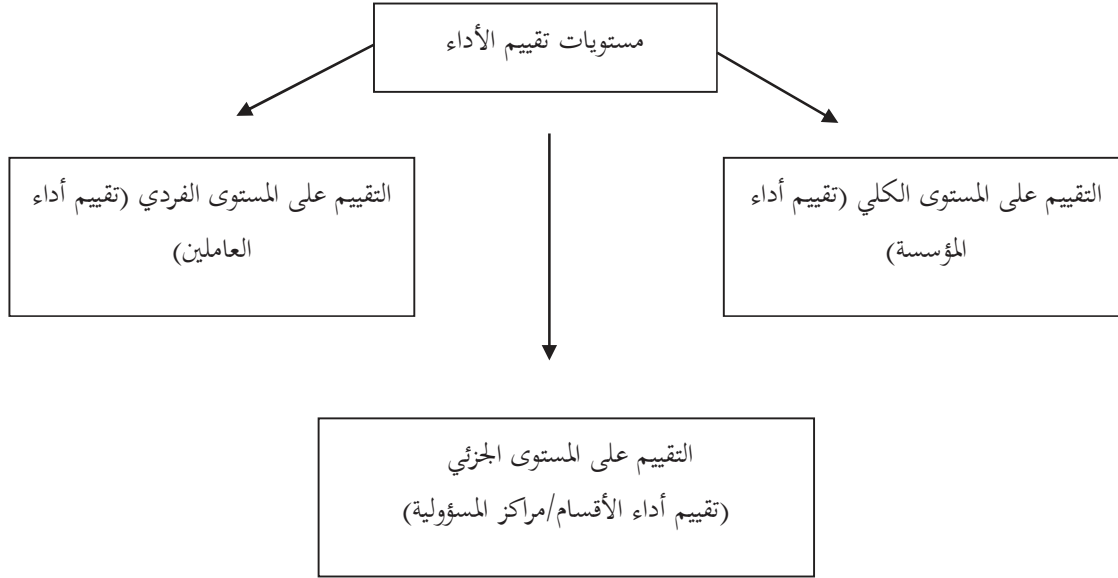 مستويات تقييم الأداء
التقييم على المستوى الكلي (تقييم أداء
المؤسسة)
التقييم على المستوى الفردي (تقييم أداء
العاملين)
التقييم على المستوى الجزئي
(تقييم أداء الأقسام/مراكز المسؤولية)